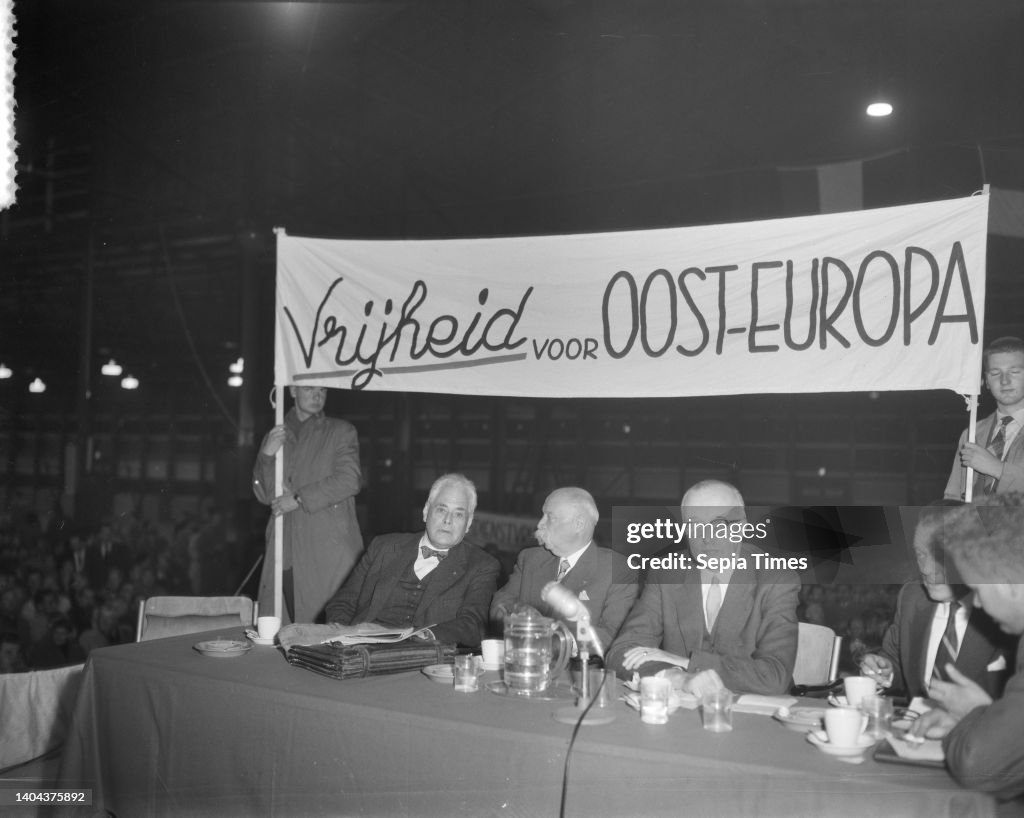 Vrijheid VOOR OOST-EUROPA
gettyimages®
Credit: Sepia Times
1404375892